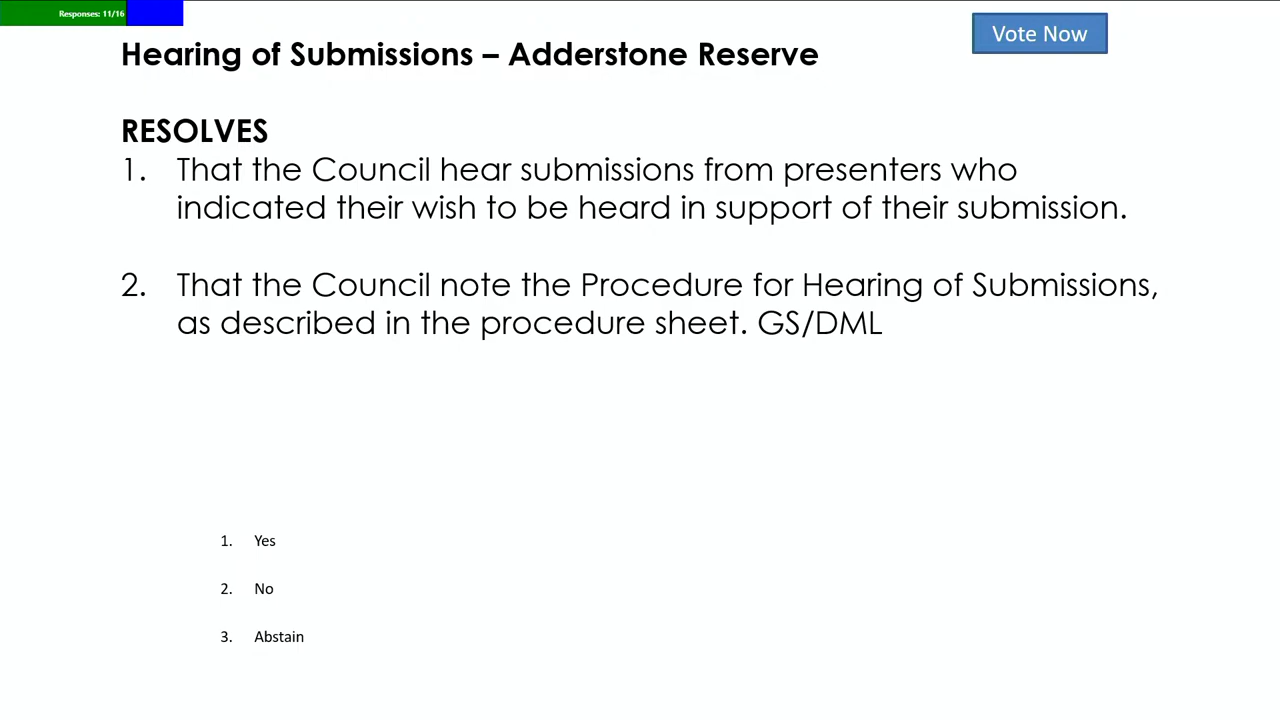 Responses: 11/16
Vote Now
Hearing of Submissions – Adderstone Reserve
RESOLVES
1. That the Council hear submissions from presenters who
indicated their wish to be heard in support of their submission.
2. That the Council note the Procedure for Hearing of Submissions,
as described in the procedure sheet. GS/DML
1. Yes
2. No
3. Abstain